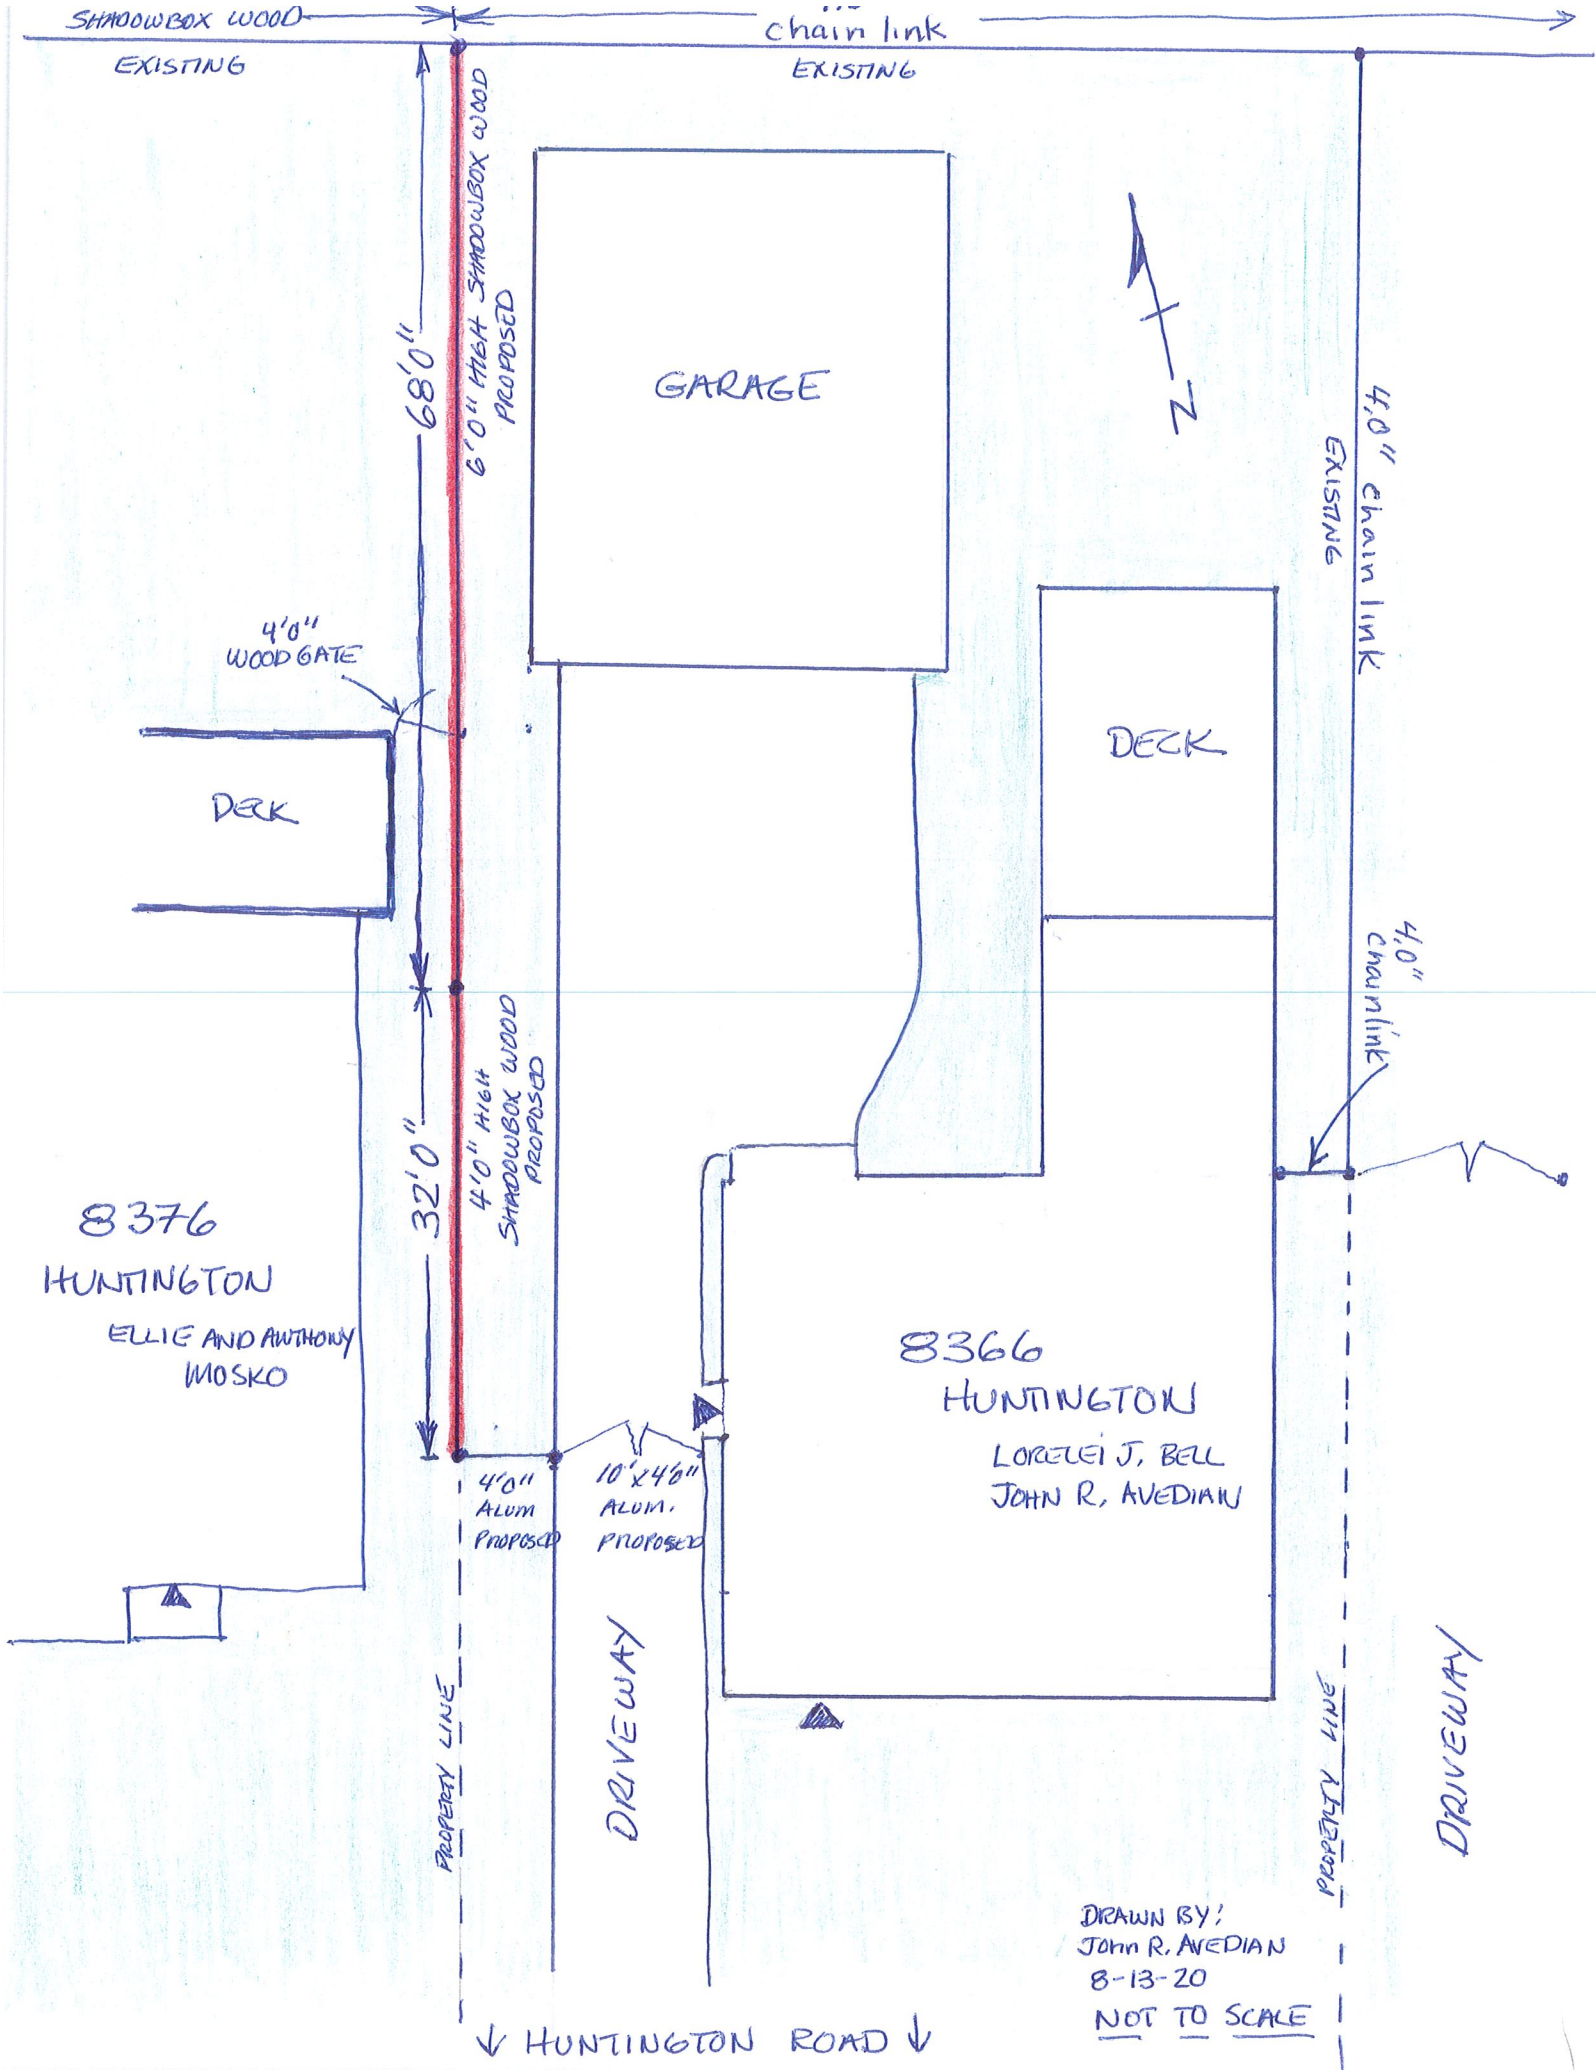 SHADOWBOX WOOD
chain link
EXISTING
EXISTING
6'0" HIGH SHADOWBOX WOOD
PROPOSED
68'0"
GARAGE
N
4'0" chain link
EXISTING
4'0"
WOOD GATE
DECK
DECK
4'0"
chainlink
4'0" HIGH
SHADOWBOX WOOD
PROPOSED
32'0"
8376
HUNTINGTON
ELLIE AND ANTHONY
MOSKO
8366
HUNTINGTON
LORELEI J. BELL
JOHN R. AVEDIAN
4'0"
ALUM
PROPOSED
10'X4'0"
ALUM.
PROPOSED
PROPERTY LINE
DRIVEWAY
PROPERTY LINE
DRIVEWAY
DRAWN BY:
John R. AVEDIAN
8-13-20
NOT TO SCALE
↓ HUNTINGTON ROAD ↓